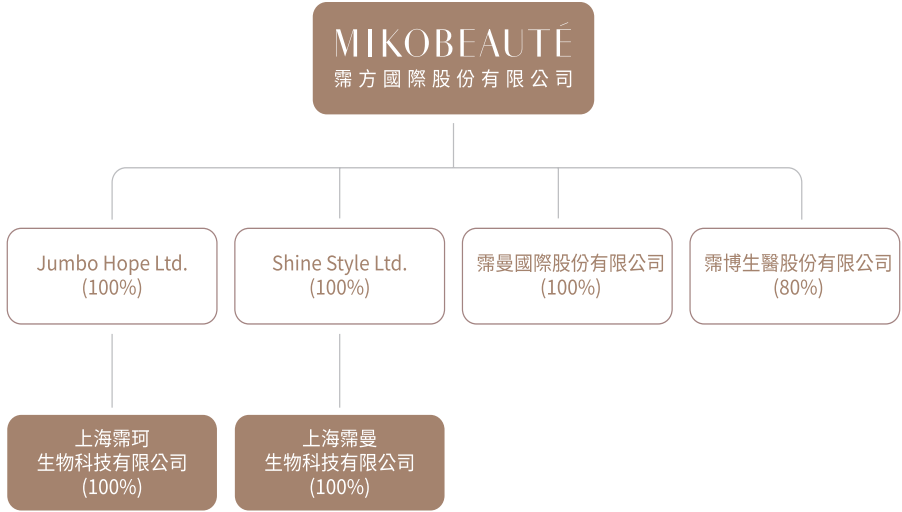 MIKOBEAUTÉ
霈方國際股份有限公司
Jumbo Hope Ltd.
(100%)
Shine Style Ltd.
(100%)
霈曼國際股份有限公司
(100%)
霈博生醫股份有限公司
(80%)
上海霈珂
生物科技有限公司
(100%)
上海霈曼
生物科技有限公司
(100%)